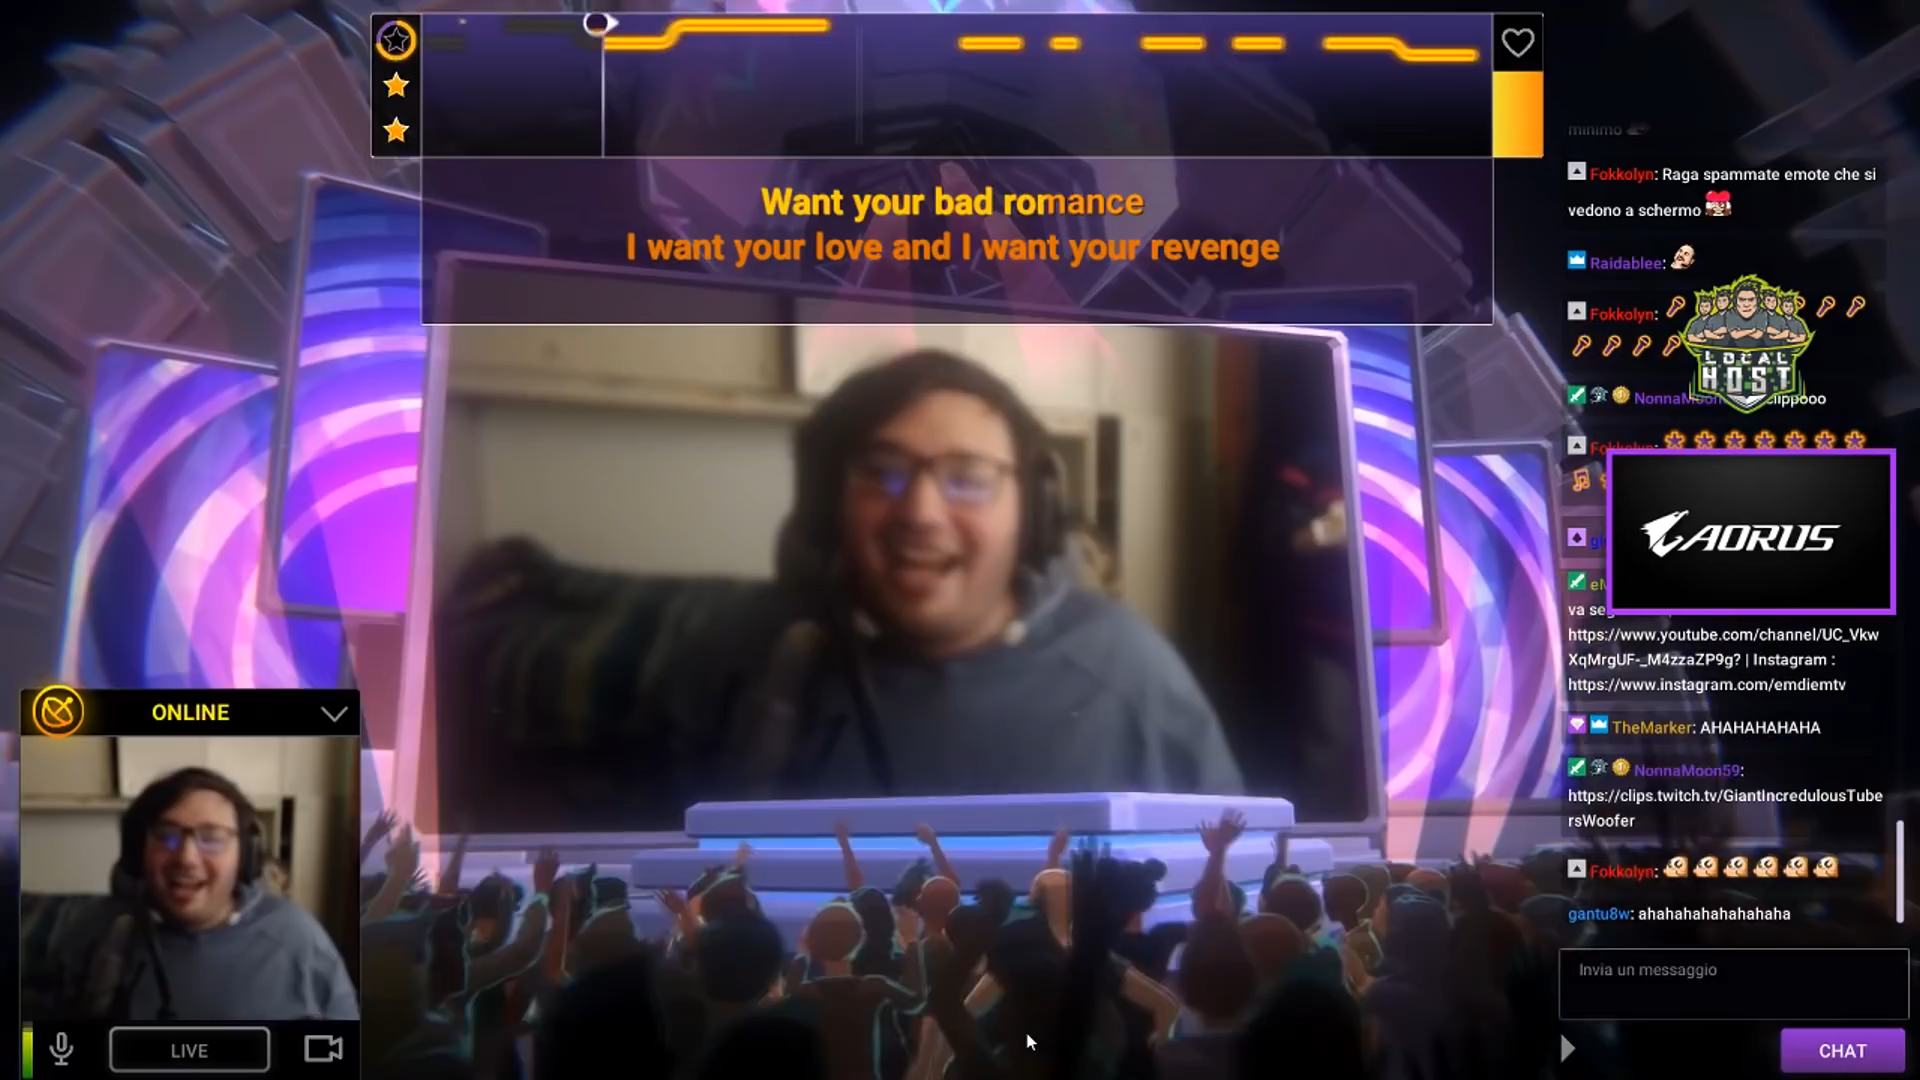 Want your bad romance
I want your love and I want your revenge
minimo
Fokkolyn: Raga spammate emote che si
vedono a schermo
Raidablee:
Fokkolyn:
LOCAL
HOST
clippooo
AORUS
https://www.youtube.com/channel/UC_Vkw
XqMrgUF-_M4zzaZP9g? | Instagram :
https://www.instagram.com/emdiemtv
TheMarker: AHAHAHAHAHA
NonnaMoon59:
https://clips.twitch.tv/GiantIncredulousTube
rsWoofer
Fokkolyn:
gantu8w: ahahahahahahahaha
Invia un messaggio
CHAT
ONLINE
LIVE